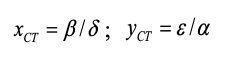 x_CT = β/δ ; y_CT = ε/α